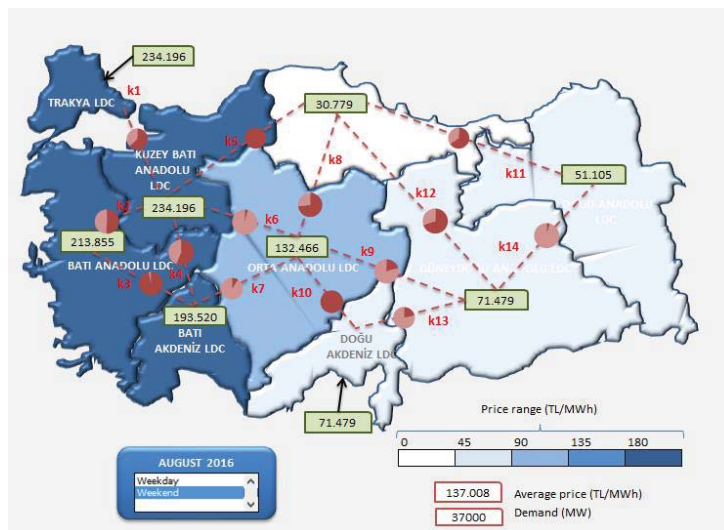 234.196
TRAKYA LDC
k1
30.779
KUZEY BATI
ANADOLU
LDC
k5
k8
k11
51.105
k12
234.196
k6
213.855
BATI ANADOLU LDC
k4
k3
132.466
ORTA ANADOLU LDC
k9
k14
LDC
k7
k10
71.479
193.520
BATI
AKDENİZ LDC
k13
DOĞU
AKDENİZ LDC
71.479
Price range (TL/MWh)
0 45 90 135 180
AUGUST 2016
Weekday
Weekend
137.008 Average price (TL/MWh)
37000 Demand (MW)